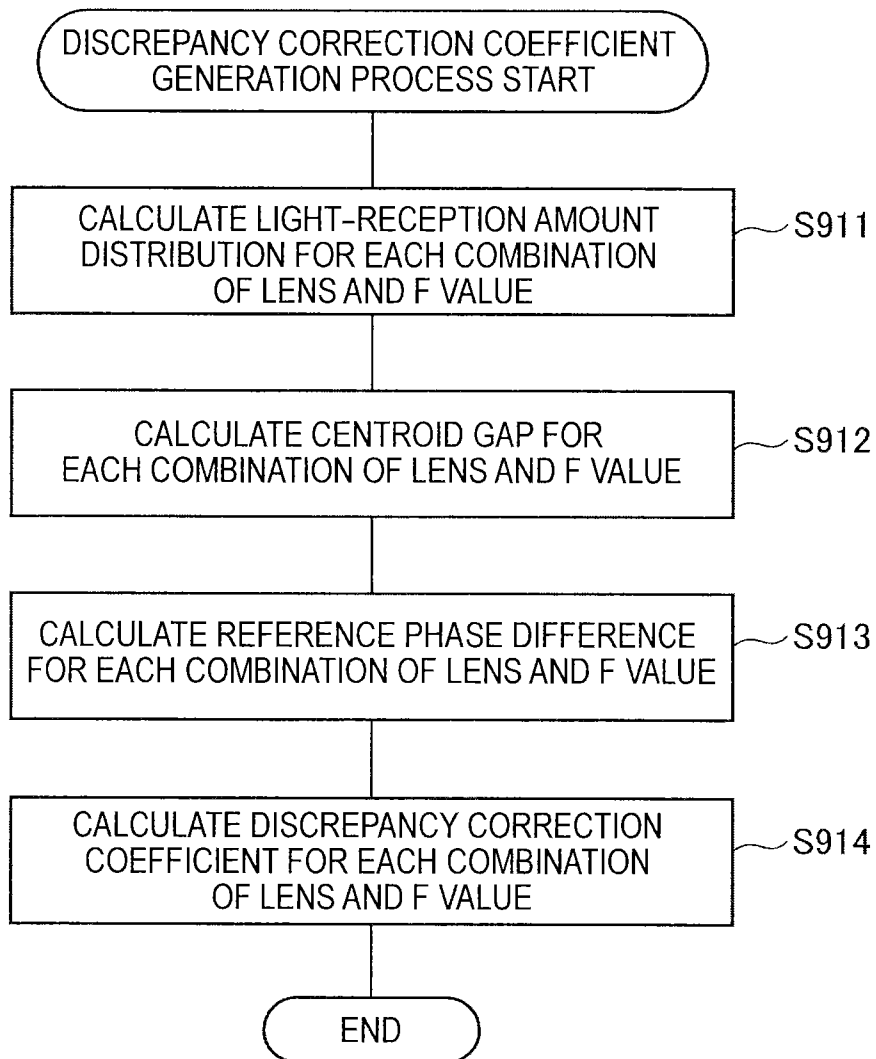 DISCREPANCY CORRECTION COEFFICIENT
GENERATION PROCESS START
CALCULATE LIGHT-RECEPTION AMOUNT
DISTRIBUTION FOR EACH COMBINATION
OF LENS AND F VALUE
S911
CALCULATE CENTROID GAP FOR
EACH COMBINATION OF LENS AND F VALUE
S912
CALCULATE REFERENCE PHASE DIFFERENCE
FOR EACH COMBINATION OF LENS AND F VALUE
S913
CALCULATE DISCREPANCY CORRECTION
COEFFICIENT FOR EACH COMBINATION
OF LENS AND F VALUE
S914
END